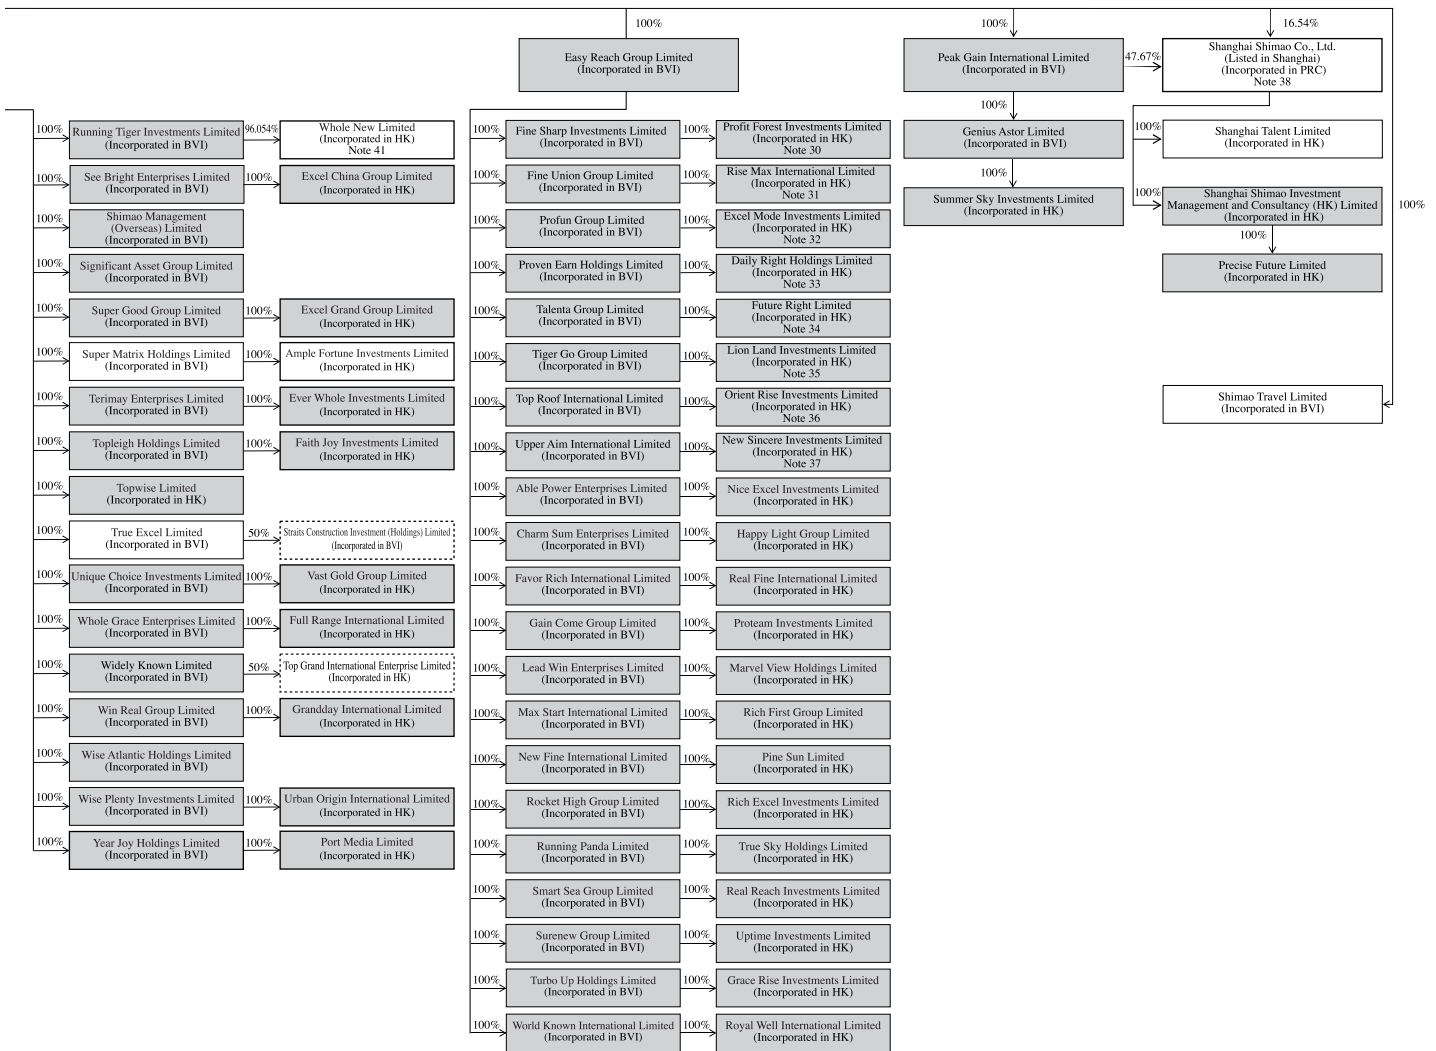 100%
100%
16.54%
Easy Reach Group Limited
(Incorporated in BVI)
Peak Gain International Limited
(Incorporated in BVI)
47.67%
Shanghai Shimao Co., Ltd.
(Listed in Shanghai)
(Incorporated in PRC)
Note 38
100%
100%
Running Tiger Investments Limited
(Incorporated in BVI)
96.054%
Whole New Limited
(Incorporated in HK)
Note 41
100%
See Bright Enterprises Limited
(Incorporated in BVI)
100%
Excel China Group Limited
(Incorporated in HK)
100%
Shimao Management
(Overseas) Limited
(Incorporated in BVI)
100%
Significant Asset Group Limited
(Incorporated in BVI)
100%
Super Good Group Limited
(Incorporated in BVI)
100%
Excel Grand Group Limited
(Incorporated in HK)
100%
Super Matrix Holdings Limited
(Incorporated in BVI)
100%
Ample Fortune Investments Limited
(Incorporated in HK)
100%
Terimay Enterprises Limited
(Incorporated in BVI)
100%
Ever Whole Investments Limited
(Incorporated in HK)
100%
Topleigh Holdings Limited
(Incorporated in BVI)
100%
Faith Joy Investments Limited
(Incorporated in HK)
100%
Topwise Limited
(Incorporated in HK)
100%
True Excel Limited
(Incorporated in BVI)
50%
Straits Construction Investment (Holdings) Limited
(Incorporated in BVI)
100%
Unique Choice Investments Limited
(Incorporated in BVI)
100%
Vast Gold Group Limited
(Incorporated in HK)
100%
Whole Grace Enterprises Limited
(Incorporated in BVI)
100%
Full Range International Limited
(Incorporated in HK)
100%
Widely Known Limited
(Incorporated in BVI)
50%
Top Grand International Enterprise Limited
(Incorporated in HK)
100%
Win Real Group Limited
(Incorporated in BVI)
100%
Grandday International Limited
(Incorporated in HK)
100%
Wise Atlantic Holdings Limited
(Incorporated in BVI)
100%
Wise Plenty Investments Limited
(Incorporated in BVI)
100%
Urban Origin International Limited
(Incorporated in HK)
100%
Year Joy Holdings Limited
(Incorporated in BVI)
100%
Port Media Limited
(Incorporated in HK)
100%
Fine Sharp Investments Limited
(Incorporated in BVI)
100%
Profit Forest Investments Limited
(Incorporated in HK)
Note 30
100%
Fine Union Group Limited
(Incorporated in BVI)
100%
Rise Max International Limited
(Incorporated in HK)
Note 31
100%
Profun Group Limited
(Incorporated in BVI)
100%
Excel Mode Investments Limited
(Incorporated in HK)
Note 32
100%
Proven Earn Holdings Limited
(Incorporated in BVI)
100%
Daily Right Holdings Limited
(Incorporated in HK)
Note 33
100%
Talenta Group Limited
(Incorporated in BVI)
100%
Future Right Limited
(Incorporated in HK)
Note 34
100%
Tiger Go Group Limited
(Incorporated in BVI)
100%
Lion Land Investments Limited
(Incorporated in HK)
Note 35
100%
Top Roof International Limited
(Incorporated in BVI)
100%
Orient Rise Investments Limited
(Incorporated in HK)
Note 36
100%
Upper Aim International Limited
(Incorporated in BVI)
100%
New Sincere Investments Limited
(Incorporated in HK)
Note 37
100%
Able Power Enterprises Limited
(Incorporated in BVI)
100%
Nice Excel Investments Limited
(Incorporated in HK)
100%
Charm Sum Enterprises Limited
(Incorporated in BVI)
100%
Happy Light Group Limited
(Incorporated in HK)
100%
Favor Rich International Limited
(Incorporated in BVI)
100%
Real Fine International Limited
(Incorporated in HK)
100%
Gain Come Group Limited
(Incorporated in BVI)
100%
Proteam Investments Limited
(Incorporated in HK)
100%
Lead Win Enterprises Limited
(Incorporated in BVI)
100%
Marvel View Holdings Limited
(Incorporated in HK)
100%
Max Start International Limited
(Incorporated in BVI)
100%
Rich First Group Limited
(Incorporated in HK)
100%
New Fine International Limited
(Incorporated in BVI)
100%
Pine Sun Limited
(Incorporated in HK)
100%
Rocket High Group Limited
(Incorporated in BVI)
100%
Rich Excel Investments Limited
(Incorporated in HK)
100%
Running Panda Limited
(Incorporated in BVI)
100%
True Sky Holdings Limited
(Incorporated in HK)
100%
Smart Sea Group Limited
(Incorporated in BVI)
100%
Real Reach Investments Limited
(Incorporated in HK)
100%
Surenew Group Limited
(Incorporated in BVI)
100%
Uptime Investments Limited
(Incorporated in HK)
100%
Turbo Up Holdings Limited
(Incorporated in BVI)
100%
Grace Rise Investments Limited
(Incorporated in HK)
100%
World Known International Limited
(Incorporated in BVI)
100%
Royal Well International Limited
(Incorporated in HK)
Genius Astor Limited
(Incorporated in BVI)
100%
Summer Sky Investments Limited
(Incorporated in HK)
100%
Shanghai Talent Limited
(Incorporated in HK)
100%
Shanghai Shimao Investment
Management and Consultancy (HK) Limited
(Incorporated in HK)
100%
Precise Future Limited
(Incorporated in HK)
100%
Shimao Travel Limited
(Incorporated in BVI)